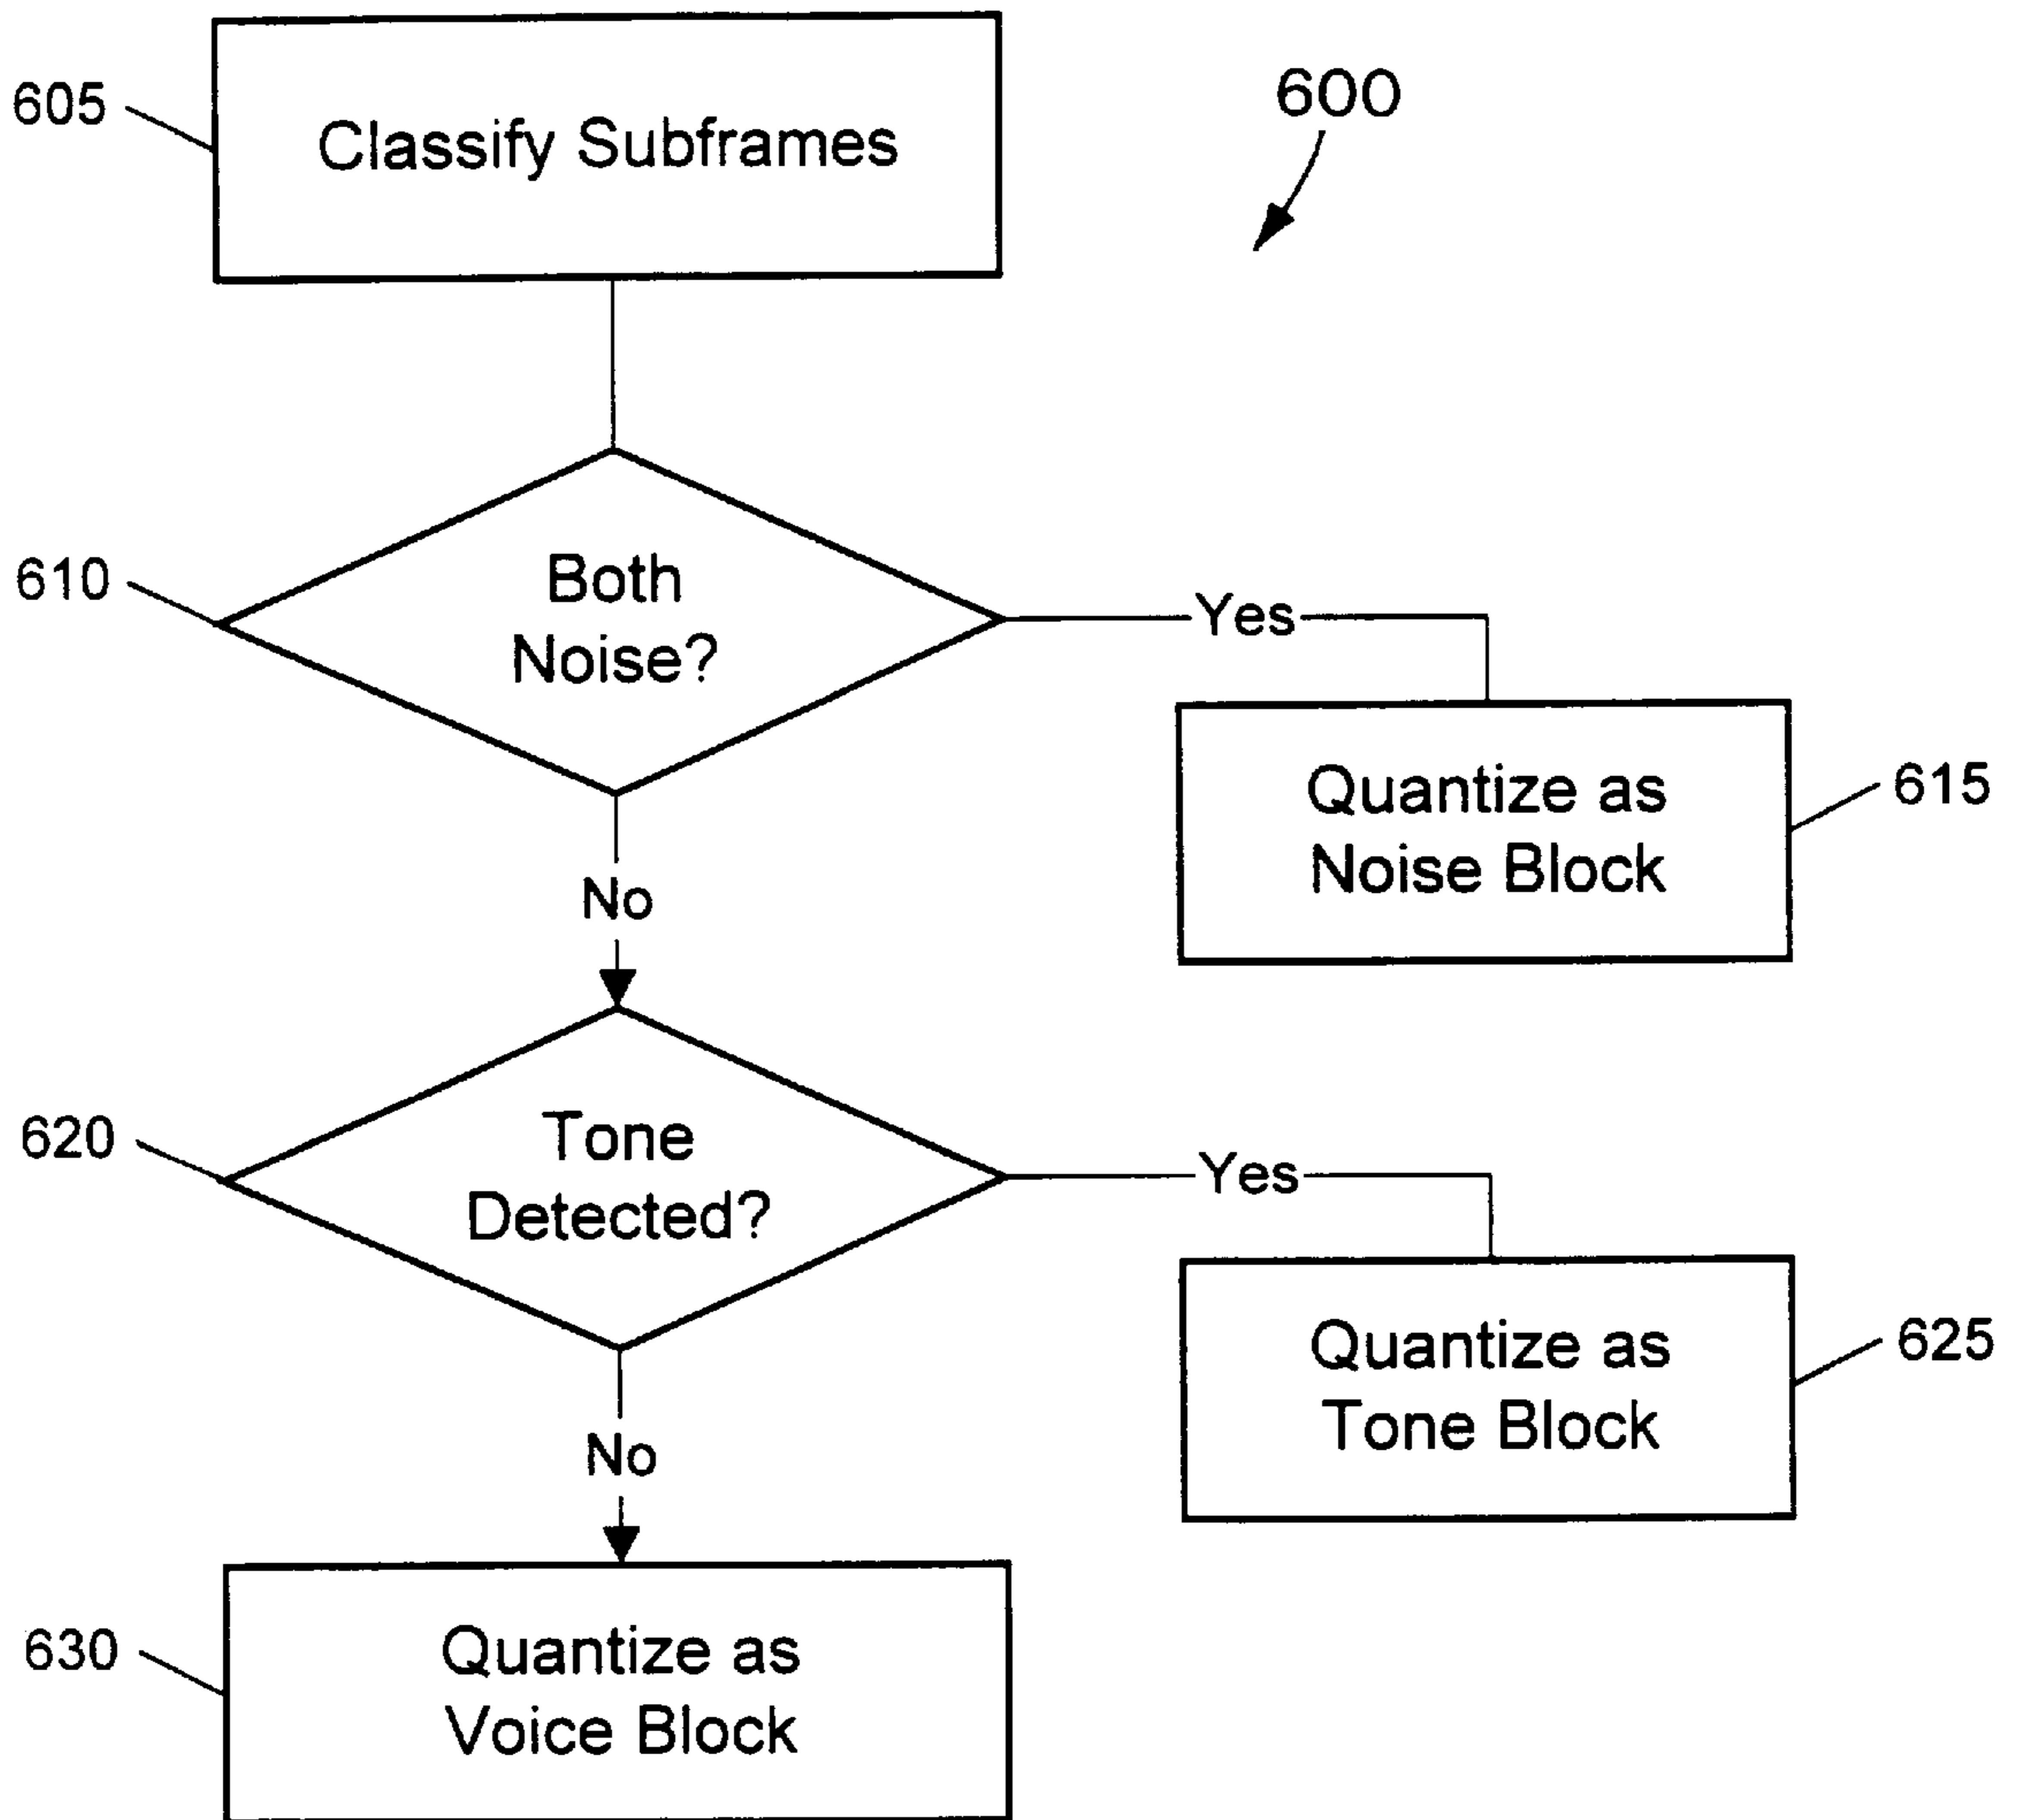 605
Classify Subframes
600
610
Both
Noise?
Yes
Quantize as
Noise Block
615
No
620
Tone
Detected?
Yes
Quantize as
Tone Block
625
No
630
Quantize as
Voice Block